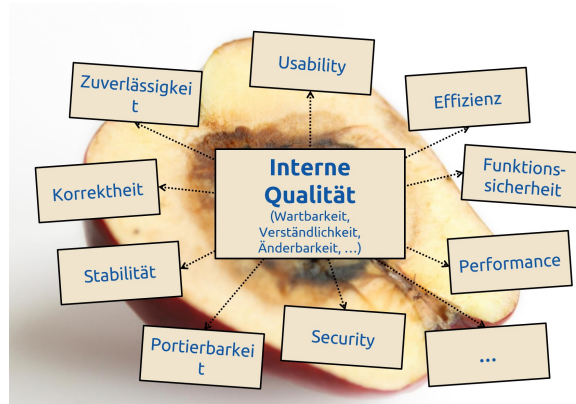 Usability
Zuverlässigkei
t
Effizienz
Interne
Qualität
(Wartbarkeit,
Verständlichkeit,
Änderbarkeit, ...)
Funktions-
sicherheit
Korrektheit
Stabilität
Performance
Portierbarkei
t
Security
...